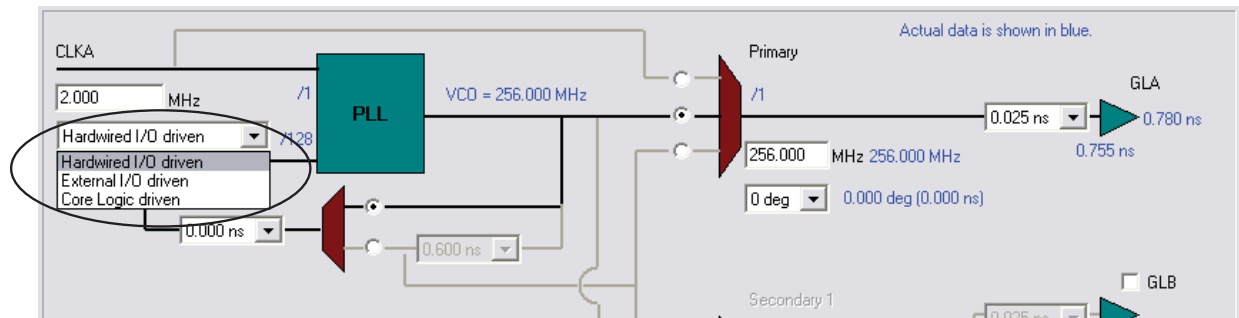 Actual data is shown in blue.
CLKA
Primary
GLA
2.000 MHz
/1
PLL
VCO = 256.000 MHz
/1
0.025 ns
0.780 ns
0.755 ns
Hardwired I/O driven
/128
Hardwired I/O driven
External I/O driven
Core Logic driven
256.000 MHz 256.000 MHz
0 deg 0.000 deg (0.000 ns)
0.000 ns
0.600 ns
Secondary 1
GLB
0.025 ns